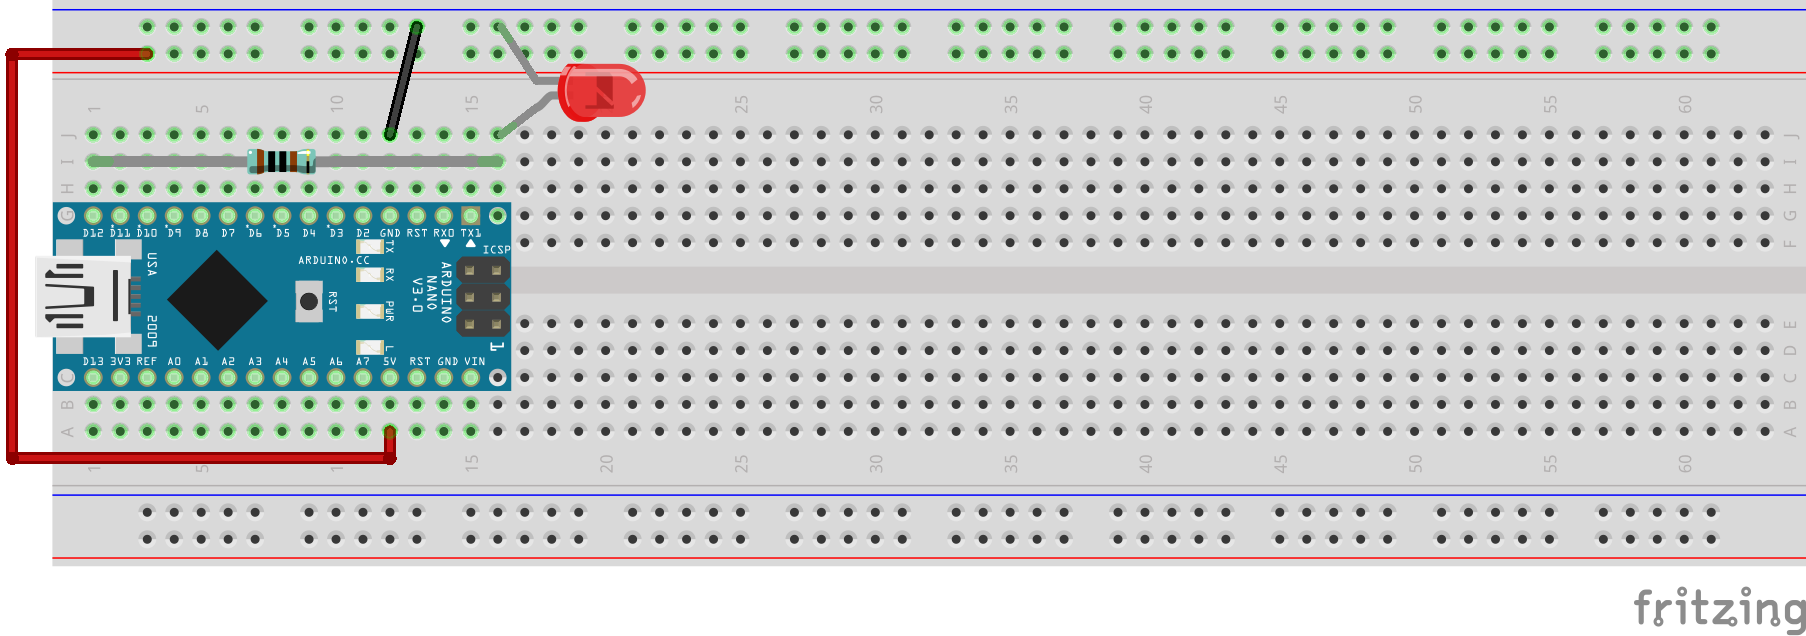 1 5 10 15 20 25 30 35 40 45 50 55 60
J J
I I
H H
G G
F
D12 D11 D10 D9 D8 D7 D6 D5 D4 D3 D2 GND RST RX0 TX1
ICSP
USA
ARDUINO.CC
TX
RX
PWR
L
RST
ARDUINO
NANO
V3.0
2009
1
E
D
D13 3V3 REF A0 A1 A2 A3 A4 A5 A6 A7 5V RST GND VIN
C C
B B
A A
1 5 10 15 20 25 30 35 40 45 50 55 60
fritzing